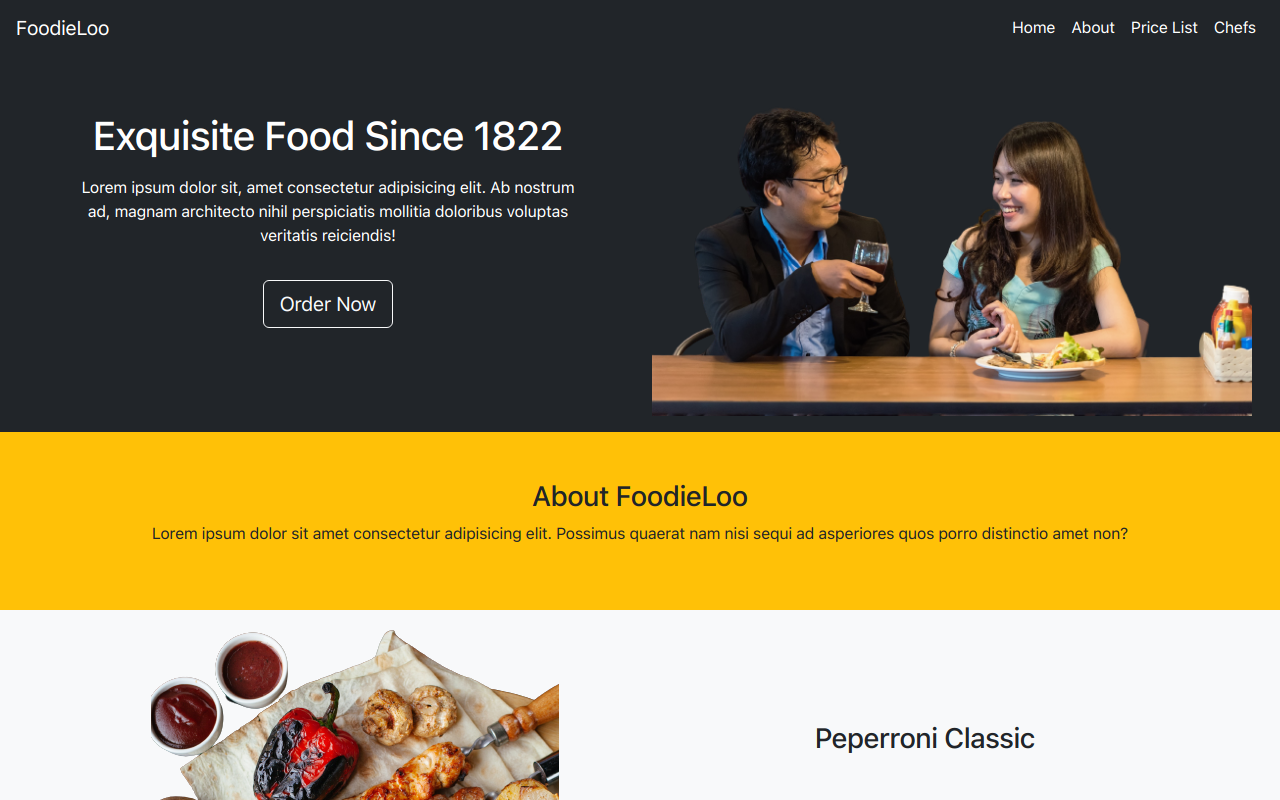 FoodieLoo
Home About Price List Chefs
Exquisite Food Since 1822
Lorem ipsum dolor sit, amet consectetur adipisicing elit. Ab nostrum
ad, magnam architecto nihil perspiciatis mollitia doloribus voluptas
veritatis reiciendis!
Order Now
About FoodieLoo
Lorem ipsum dolor sit amet consectetur adipisicing elit. Possimus quaerat nam nisi sequi ad asperiores quos porro distinctio amet non?
Peperroni Classic